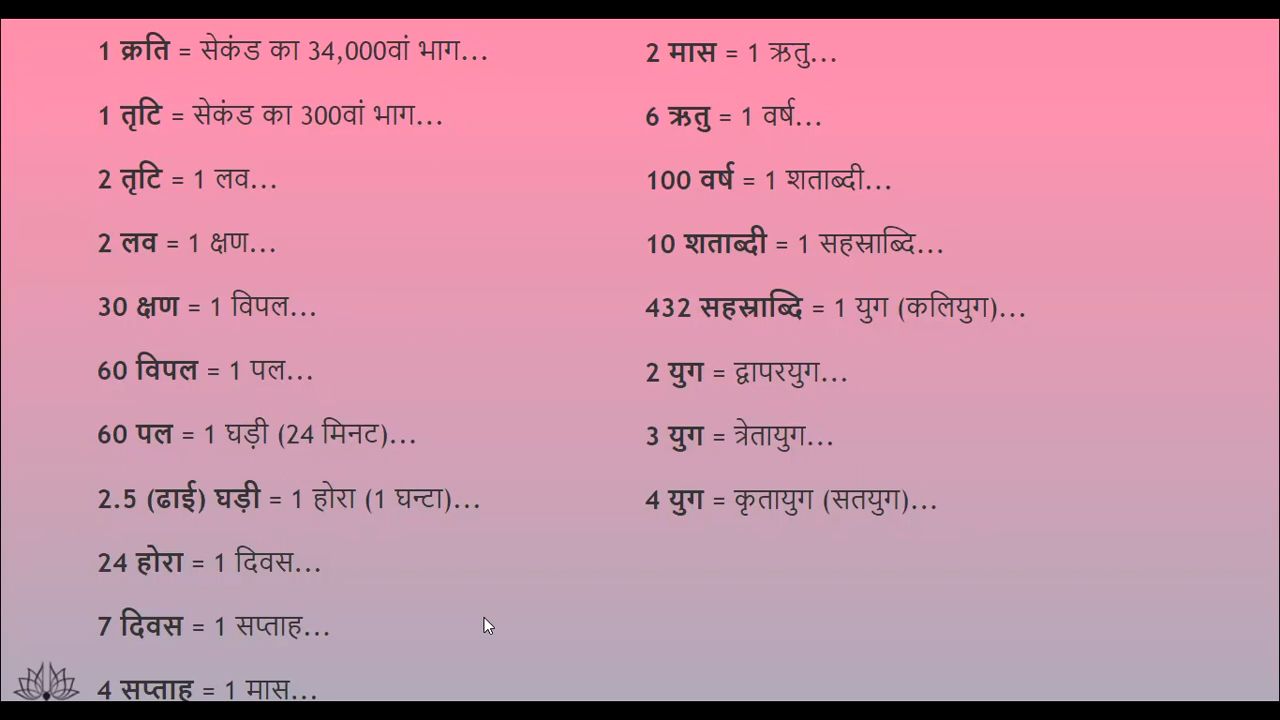 1 क्रति = सेकंड का 34,000वां भाग...
1 तृटि = सेकंड का 300वां भाग...
2 तृटि = 1 लव...
2 लव = 1 क्षण...
30 क्षण = 1 विपल...
60 विपल = 1 पल...
60 पल = 1 घड़ी (24 मिनट)...
2.5 (ढाई) घड़ी = 1 होरा (1 घन्टा)...
24 होरा = 1 दिवस...
7 दिवस = 1 सप्ताह...
4 सप्ताह = 1 मास...
2 मास = 1 ऋतु...
6 ऋतु = 1 वर्ष...
100 वर्ष = 1 शताब्दी...
10 शताब्दी = 1 सहस्राब्दि...
432 सहस्राब्दि = 1 युग (कलियुग)...
2 युग = द्वापरयुग...
3 युग = त्रेतायुग...
4 युग = कृतायुग (सतयुग)...